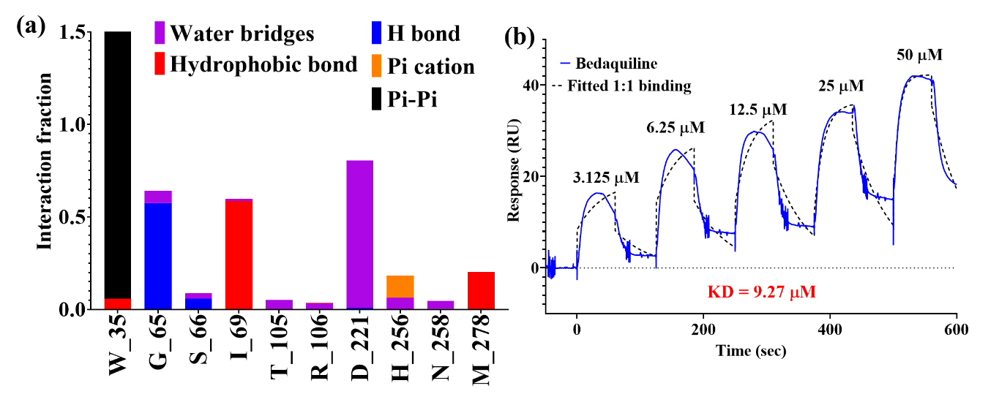 (a)
Water bridges
H bond
Hydrophobic bond
Pi cation
Pi-Pi
Interaction fraction
1.5
1.0
0.5
0.0
W_35
G_65
S_66
I_69
T_105
R_106
D_221
H_256
N_258
M_278
(b)
Bedaquiline
Fitted 1:1 binding
3.125 μM
6.25 μM
12.5 μM
25 μM
50 μM
KD = 9.27 μM
Response (RU)
40
20
0
0
200
400
600
Time (sec)